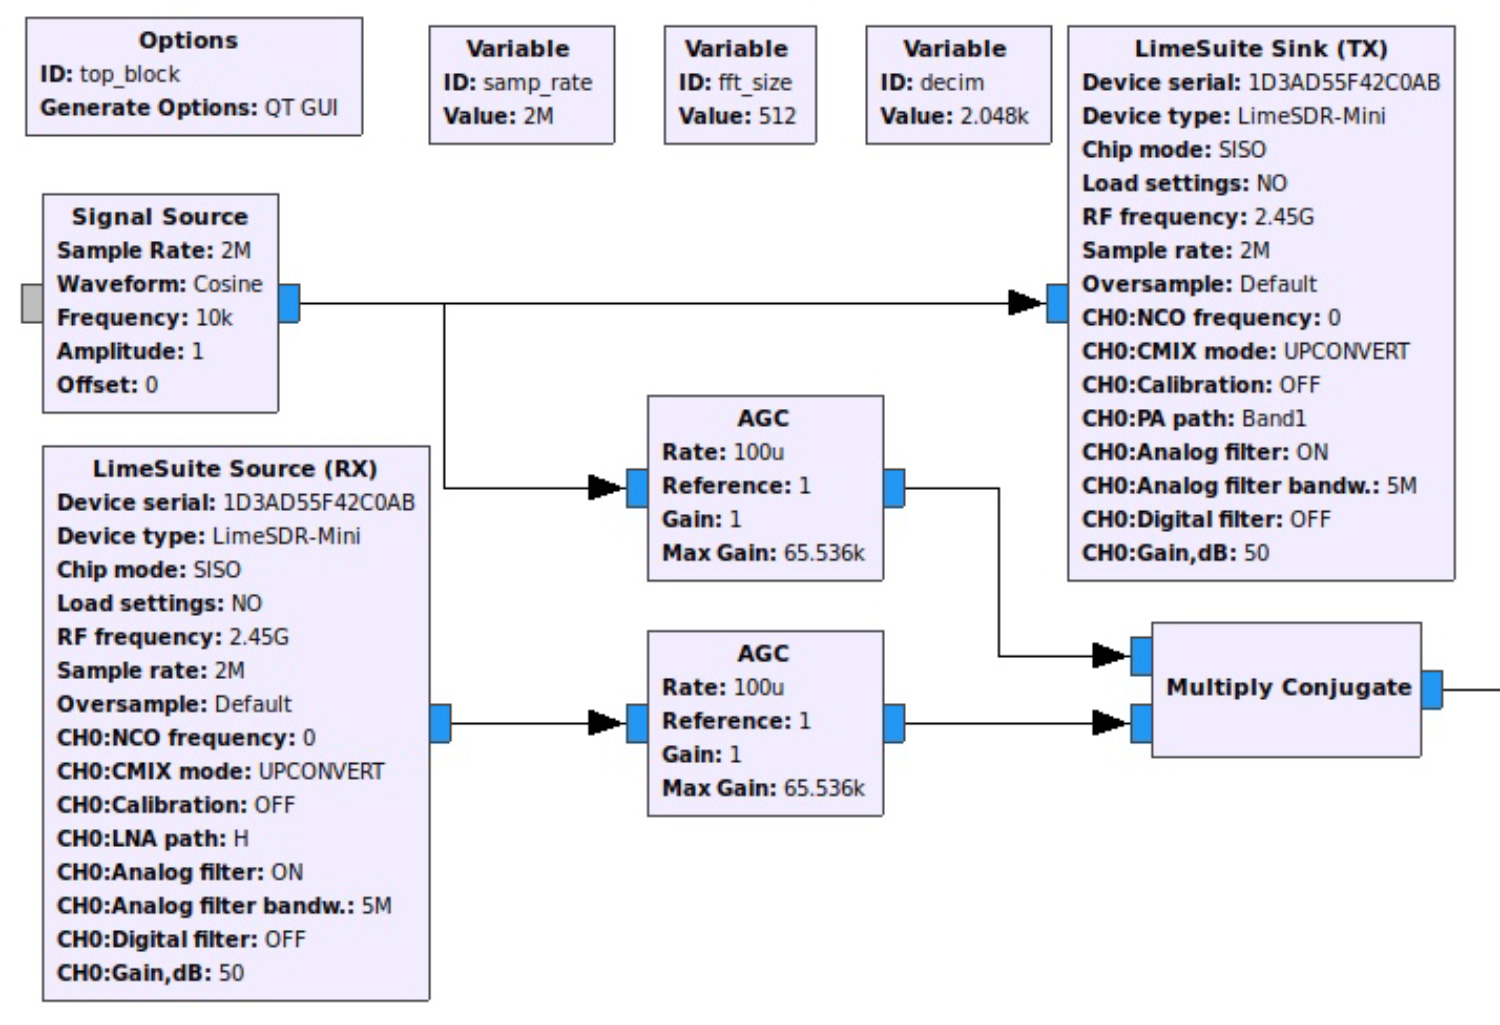 Options
ID: top_block
Generate Options: QT GUI
Variable
ID: samp_rate
Value: 2M
Variable
ID: fft_size
Value: 512
Variable
ID: decim
Value: 2.048k
LimeSuite Sink (TX)
Device serial: 1D3AD55F42C0AB
Device type: LimeSDR-Mini
Chip mode: SISO
Load settings: NO
RF frequency: 2.45G
Sample rate: 2M
Oversample: Default
CH0:NCO frequency: 0
CH0:CMIX mode: UPCONVERT
CH0:Calibration: OFF
CH0:PA path: Band1
CH0:Analog filter: ON
CH0:Analog filter bandw.: 5M
CH0:Digital filter: OFF
CH0:Gain,dB: 50
Signal Source
Sample Rate: 2M
Waveform: Cosine
Frequency: 10k
Amplitude: 1
Offset: 0
AGC
Rate: 100u
Reference: 1
Gain: 1
Max Gain: 65.536k
LimeSuite Source (RX)
Device serial: 1D3AD55F42C0AB
Device type: LimeSDR-Mini
Chip mode: SISO
Load settings: NO
RF frequency: 2.45G
Sample rate: 2M
Oversample: Default
CH0:NCO frequency: 0
CH0:CMIX mode: UPCONVERT
CH0:Calibration: OFF
CH0:LNA path: H
CH0:Analog filter: ON
CH0:Analog filter bandw.: 5M
CH0:Digital filter: OFF
CH0:Gain,dB: 50
AGC
Rate: 100u
Reference: 1
Gain: 1
Max Gain: 65.536k
Multiply Conjugate